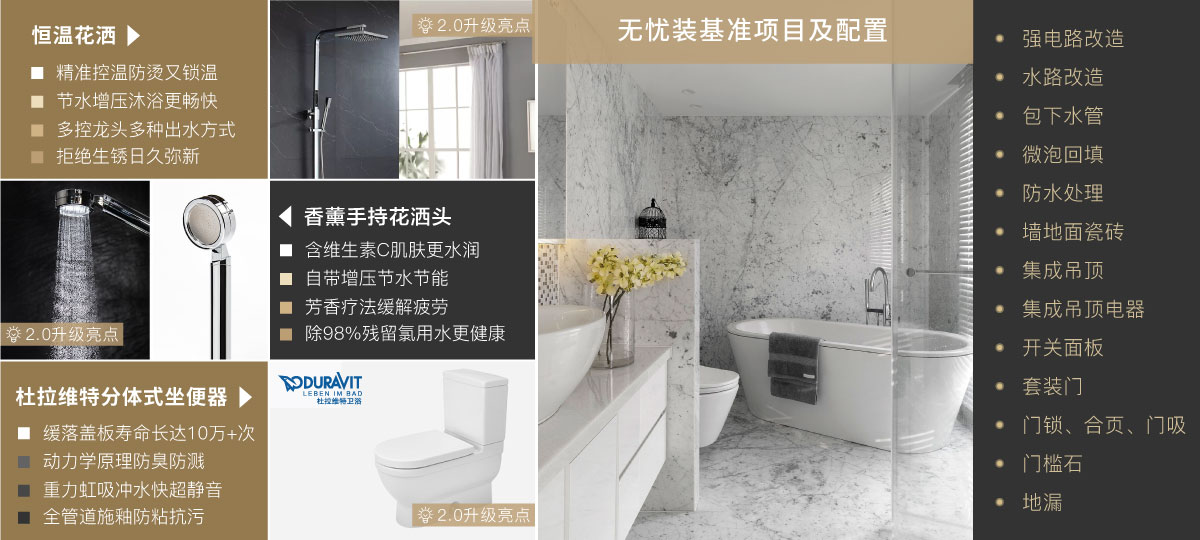 恒温花洒
精准控温防烫又锁温
节水增压沐浴更畅快
多控龙头多种出水方式
拒绝生锈日久弥新
2.0升级亮点
2.0升级亮点
香薰手持花洒头
含维生素C肌肤更水润
自带增压节水节能
芳香疗法缓解疲劳
除98%残留氯用水更健康
杜拉维特分体式坐便器
缓落盖板寿命长达10万+次
动力学原理防臭防溅
重力虹吸冲水快超静音
全管道施釉防粘抗污
DURAVIT
LEBEN IM BAD
杜拉维特卫浴
2.0升级亮点
无忧装基准项目及配置
强电路改造
水路改造
包下水管
微泡回填
防水处理
墙地面瓷砖
集成吊顶
集成吊顶电器
开关面板
套装门
门锁、合页、门吸
门槛石
地漏